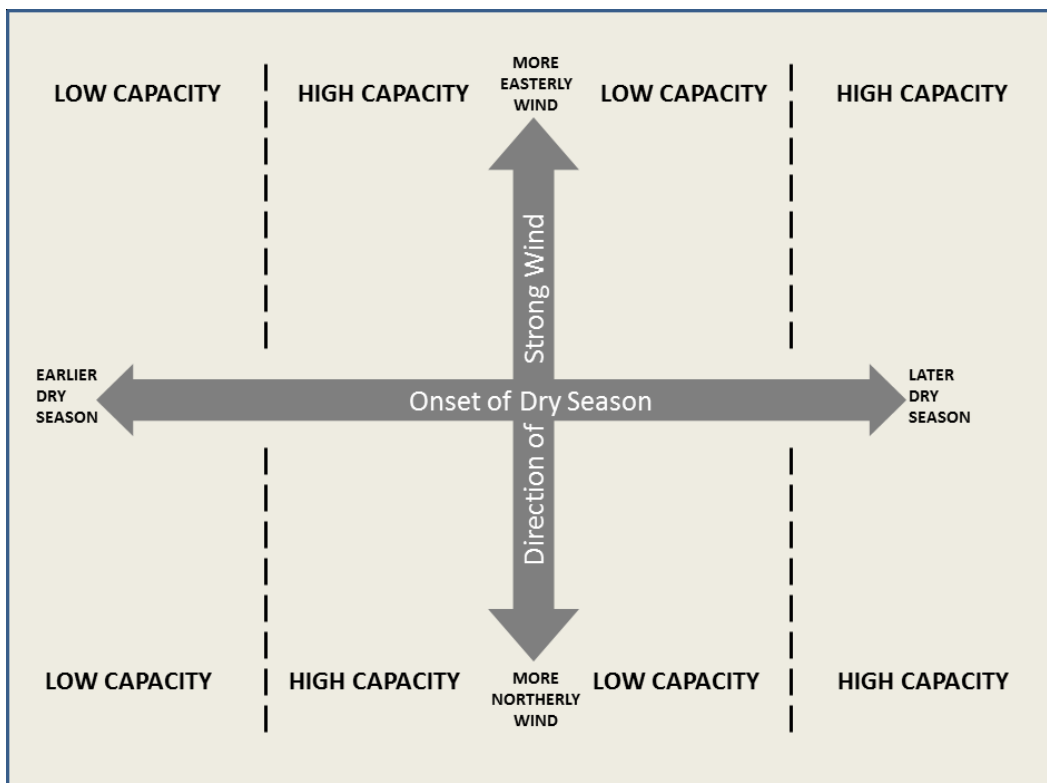 LOW CAPACITY
HIGH CAPACITY
MORE
EASTERLY
WIND
LOW CAPACITY
HIGH CAPACITY
Direction of Strong Wind
EARLIER
DRY
SEASON
Onset of Dry Season
LATER
DRY
SEASON
LOW CAPACITY
HIGH CAPACITY
MORE
NORTHERLY
WIND
LOW CAPACITY
HIGH CAPACITY